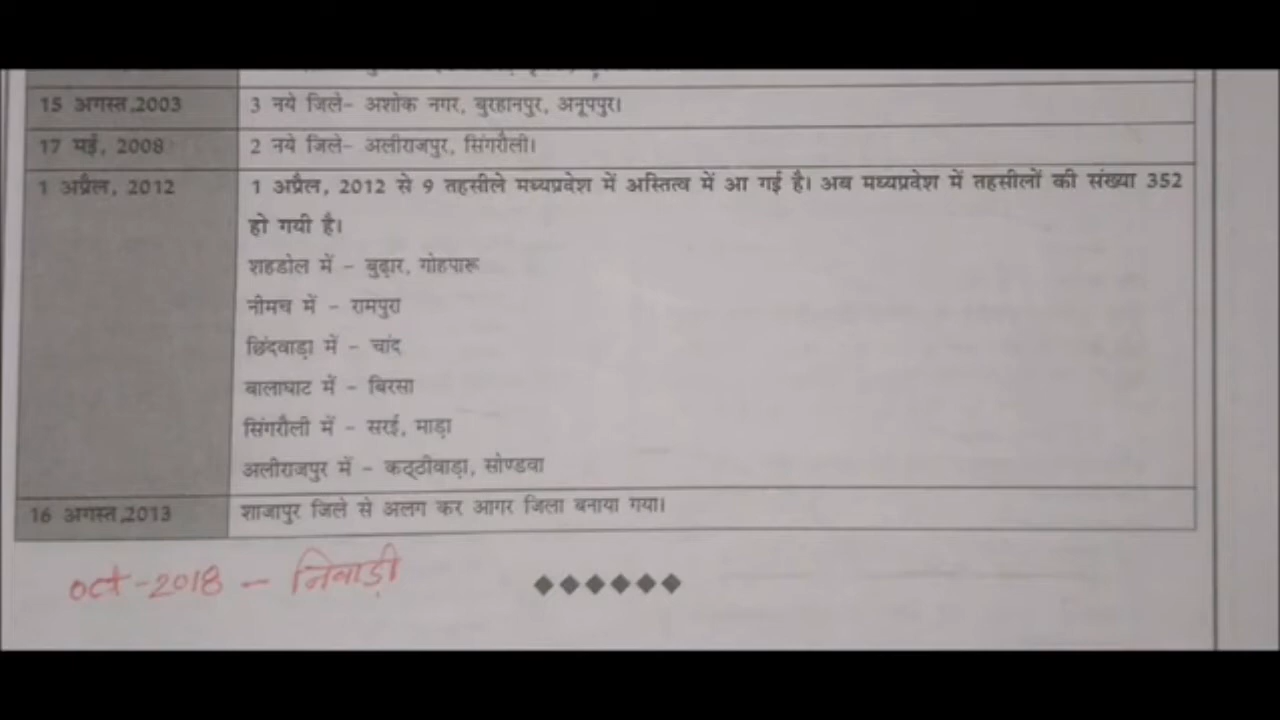 15 अगस्त,2003 3 नये जिले- अशोक नगर, बुरहानपुर, अनूपपुर।
17 मई, 2008 2 नये जिले- अलीराजपुर, सिंगरौली।
1 अप्रैल, 2012 1 अप्रैल, 2012 से 9 तहसीले मध्यप्रदेश में अस्तित्व में आ गई है। अब मध्यप्रदेश में तहसीलों की संख्या 352
हो गयी है।
शहडोल में - बुढ़ार, गोहपारू
नीमच में - रामपुरा
छिंदवाड़ा में - चांद
बालाघाट में - बिरसा
सिंगरौली में - सरई, माड़ा
अलीराजपुर में - कट्ठीवाड़ा, सोण्डवा
16 अगस्त,2013 शाजापुर जिले से अलग कर आगर जिला बनाया गया।
oct-2018 - निवाड़ी